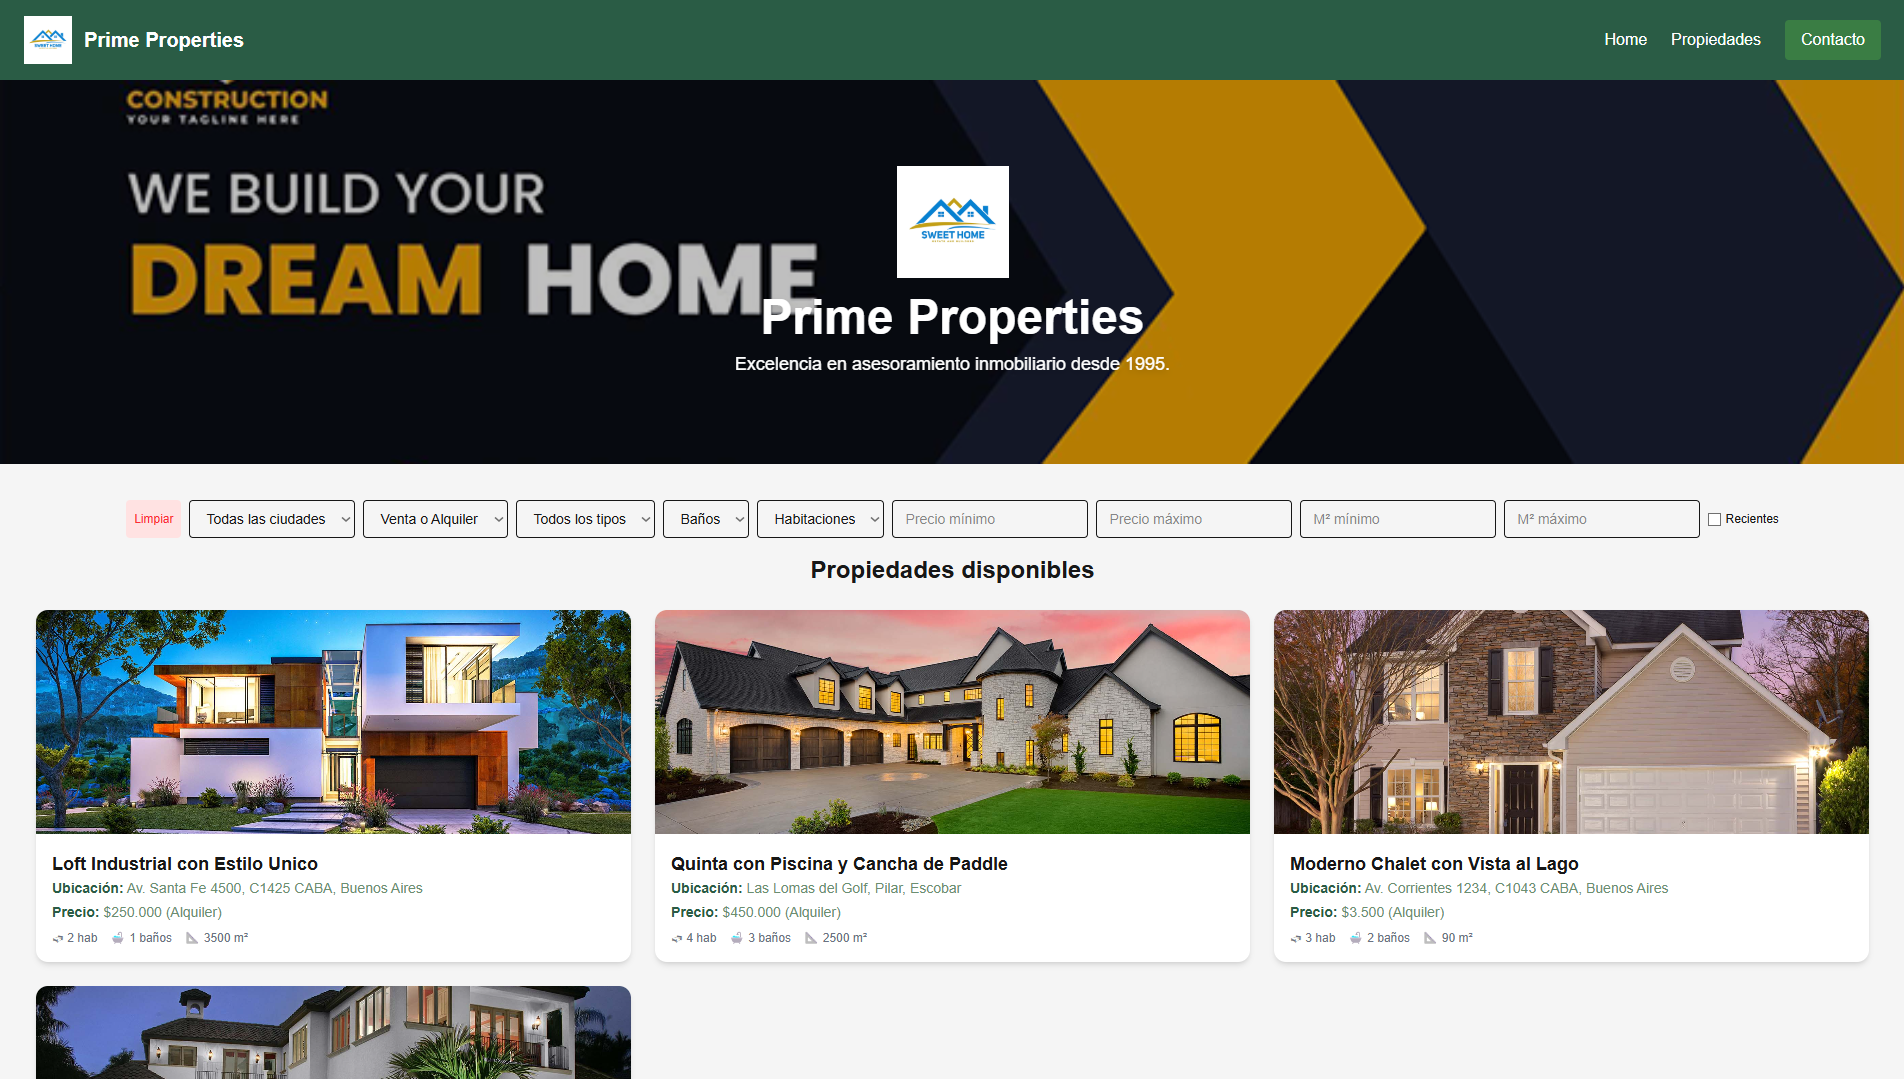 SWEET HOME
Prime Properties
Home
Propiedades
Contacto
CONSTRUCTION
YOUR TAGLINE HERE
WE BUILD YOUR
DREAM HOME
SWEET HOME
Prime Properties
Excelencia en asesoramiento inmobiliario desde 1995.
Limpiar
Todas las ciudades
Venta o Alquiler
Todos los tipos
Baños
Habitaciones
Precio mínimo
Precio máximo
M² mínimo
M² máximo
Recientes
Propiedades disponibles
Loft Industrial con Estilo Unico
Ubicación: Av. Santa Fe 4500, C1425 CABA, Buenos Aires
Precio: $250.000 (Alquiler)
2 hab 1 baños 3500 m²
Quinta con Piscina y Cancha de Paddle
Ubicación: Las Lomas del Golf, Pilar, Escobar
Precio: $450.000 (Alquiler)
4 hab 3 baños 2500 m²
Moderno Chalet con Vista al Lago
Ubicación: Av. Corrientes 1234, C1043 CABA, Buenos Aires
Precio: $3.500 (Alquiler)
3 hab 2 baños 90 m²